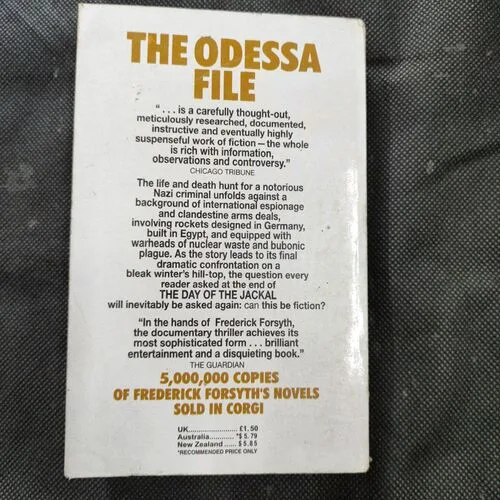 THE ODESSA
FILE
“. . . is a carefully thought-out,
meticulously researched, documented,
instructive and eventually highly
suspenseful work of fiction—the whole
is rich with information,
observations and controversy.”
CHICAGO TRIBUNE
The life and death hunt for a notorious
Nazi criminal unfolds against a
background of international espionage
and clandestine arms deals,
involving rockets designed in Germany,
built in Egypt, and equipped with
warheads of nuclear waste and bubonic
plague. As the story leads to its final
dramatic confrontation on a
bleak winter's hill-top, the question every
reader asked at the end of
THE DAY OF THE JACKAL
will inevitably be asked again: can this be fiction?
“In the hands of Frederick Forsyth,
the documentary thriller achieves its
most sophisticated form . . . brilliant
entertainment and a disquieting book.”
THE GUARDIAN
5,000,000 COPIES
OF FREDERICK FORSYTH'S NOVELS
SOLD IN CORGI
UK...................... £1.50
Australia........... *$5.79
New Zealand ..... $5.85
*RECOMMENDED PRICE ONLY